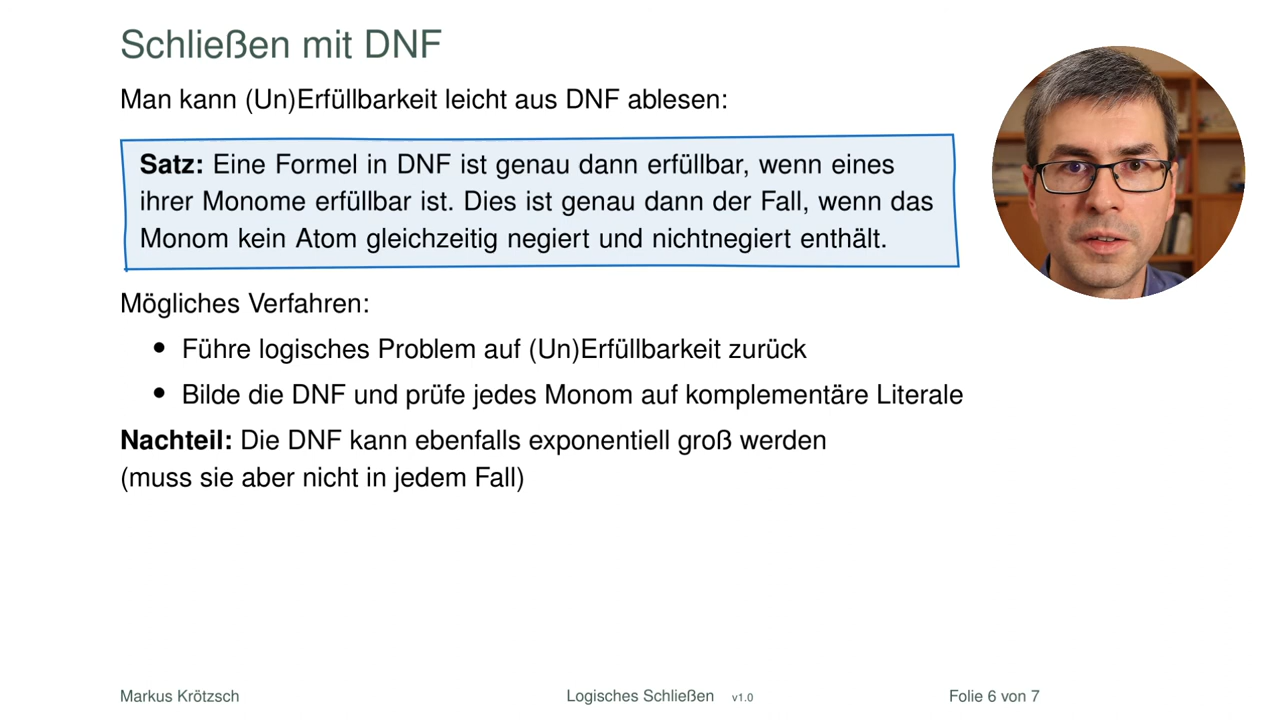 Schließen mit DNF
Man kann (Un)Erfüllbarkeit leicht aus DNF ablesen:
Satz: Eine Formel in DNF ist genau dann erfüllbar, wenn eines
ihrer Monome erfüllbar ist. Dies ist genau dann der Fall, wenn das
Monom kein Atom gleichzeitig negiert und nichtnegiert enthält.
Mögliches Verfahren:
• Führe logisches Problem auf (Un)Erfüllbarkeit zurück
• Bilde die DNF und prüfe jedes Monom auf komplementäre Literale
Nachteil: Die DNF kann ebenfalls exponentiell groß werden
(muss sie aber nicht in jedem Fall)
Markus Krötzsch Logisches Schließen v1.0 Folie 6 von 7